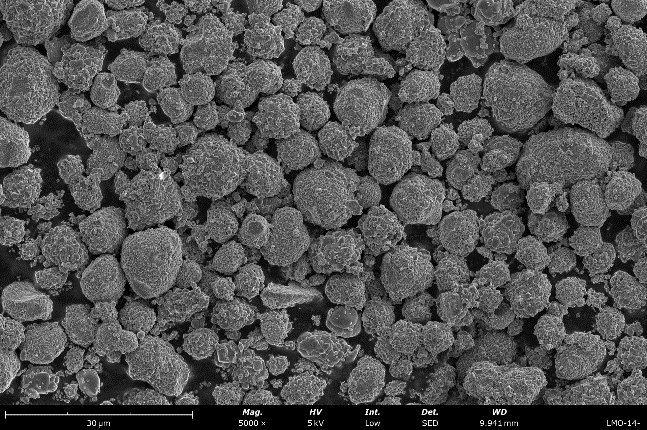 Mag. HV Int. Det. WD
30 μm 5000 × 5 kV Low SED 9.941 mm LMO-14-